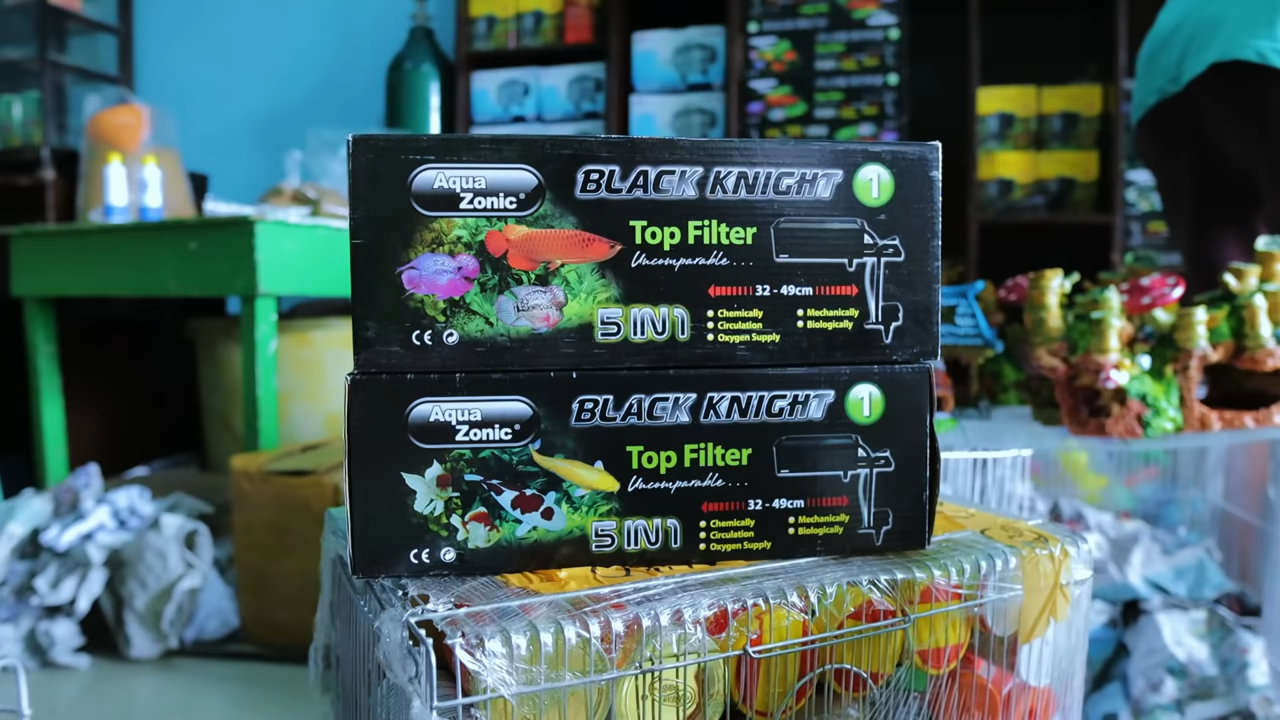 Aqua
Zonic®
BLACK KNIGHT 1
Top Filter
Uncomparable...
32 - 49cm
5 IN 1
Chemically
Circulation
Oxygen Supply
Mechanically
Biologically
CE
Aqua
Zonic®
BLACK KNIGHT 1
Top Filter
Uncomparable...
32 - 49cm
5 IN 1
Chemically
Circulation
Oxygen Supply
Mechanically
Biologically
CE